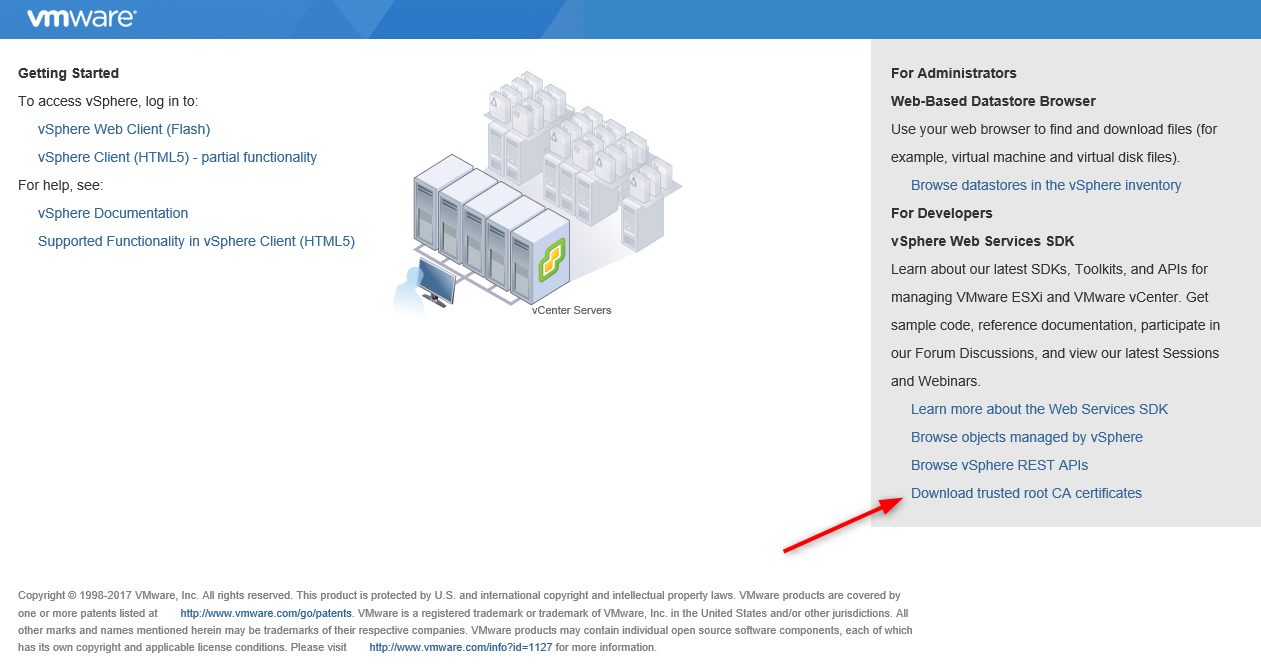 vmware®
Getting Started
To access vSphere, log in to:
vSphere Web Client (Flash)
vSphere Client (HTML5) - partial functionality
For help, see:
vSphere Documentation
Supported Functionality in vSphere Client (HTML5)
vCenter Servers
For Administrators
Web-Based Datastore Browser
Use your web browser to find and download files (for
example, virtual machine and virtual disk files).
Browse datastores in the vSphere inventory
For Developers
vSphere Web Services SDK
Learn about our latest SDKs, Toolkits, and APIs for
managing VMware ESXi and VMware vCenter. Get
sample code, reference documentation, participate in
our Forum Discussions, and view our latest Sessions
and Webinars.
Learn more about the Web Services SDK
Browse objects managed by vSphere
Browse vSphere REST APIs
Download trusted root CA certificates
Copyright © 1998-2017 VMware, Inc. All rights reserved. This product is protected by U.S. and international copyright and intellectual property laws. VMware products are covered by
one or more patents listed at http://www.vmware.com/go/patents. VMware is a registered trademark or trademark of VMware, Inc. in the United States and/or other jurisdictions. All
other marks and names mentioned herein may be trademarks of their respective companies. VMware products may contain individual open source software components, each of which
has its own copyright and applicable license conditions. Please visit http://www.vmware.com/info?id=1127 for more information.